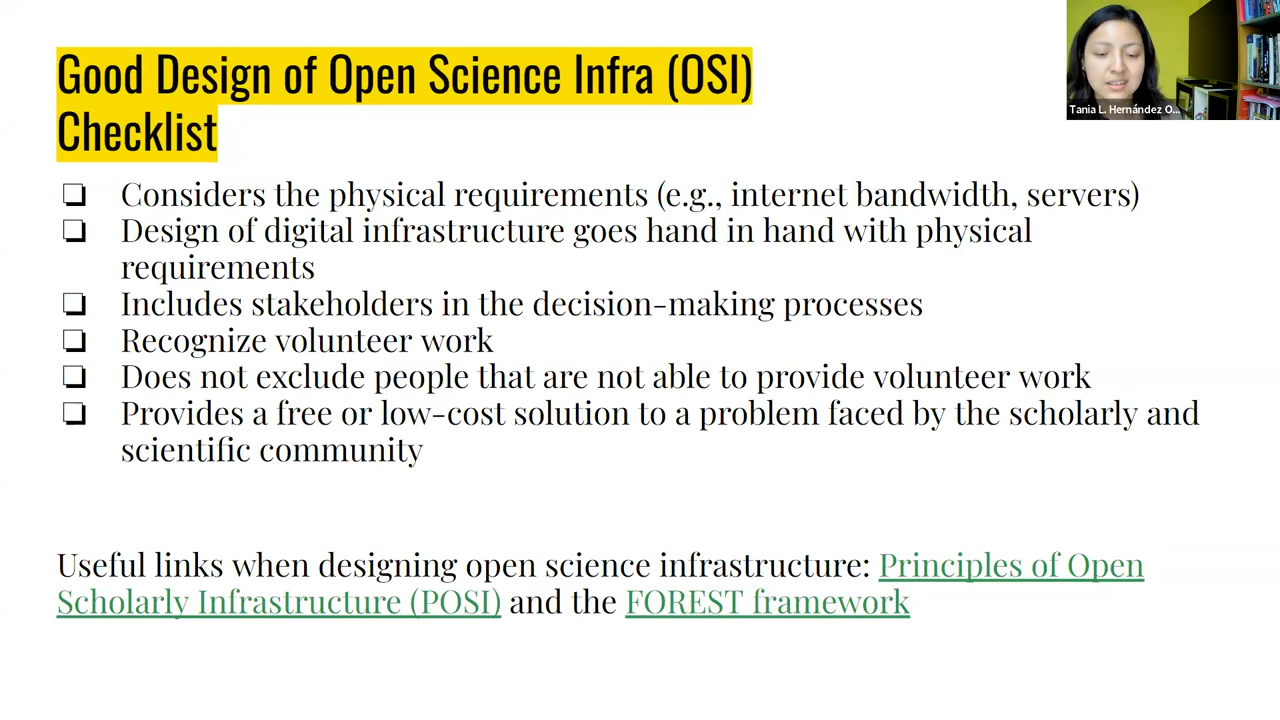 Good Design of Open Science Infra (OSI)
Checklist
Tania L. Hernández O...
❏ Considers the physical requirements (e.g., internet bandwidth, servers)
❏ Design of digital infrastructure goes hand in hand with physical
requirements
❏ Includes stakeholders in the decision-making processes
❏ Recognize volunteer work
❏ Does not exclude people that are not able to provide volunteer work
❏ Provides a free or low-cost solution to a problem faced by the scholarly and
scientific community
Useful links when designing open science infrastructure: Principles of Open
Scholarly Infrastructure (POSI) and the FOREST framework